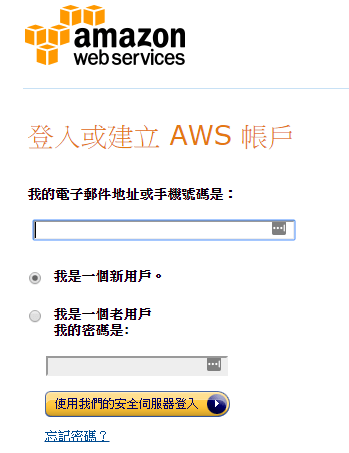 amazon
web services
登入或建立 AWS 帳戶
我的電子郵件地址或手機號碼是：
我是一個新用戶。
我是一個老用戶
我的密碼是:
使用我們的安全伺服器登入
忘記密碼？